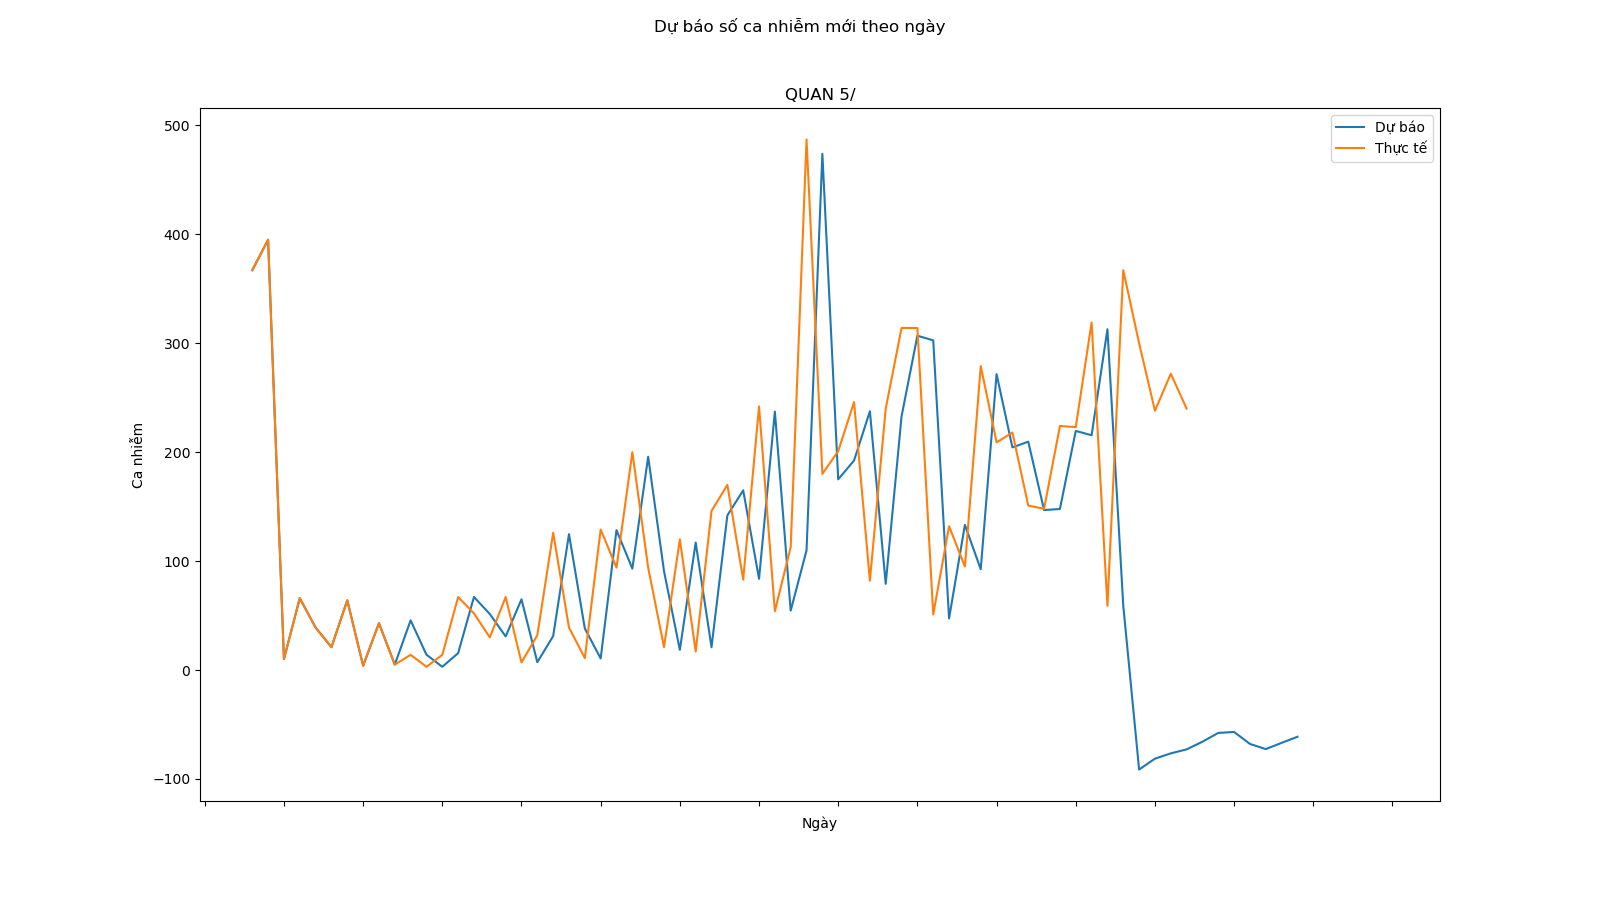 Dự báo số ca nhiễm mới theo ngày
QUAN 5/
Dự báo
Thực tế
500
400
300
200
100
0
−100
Ca nhiễm
Ngày